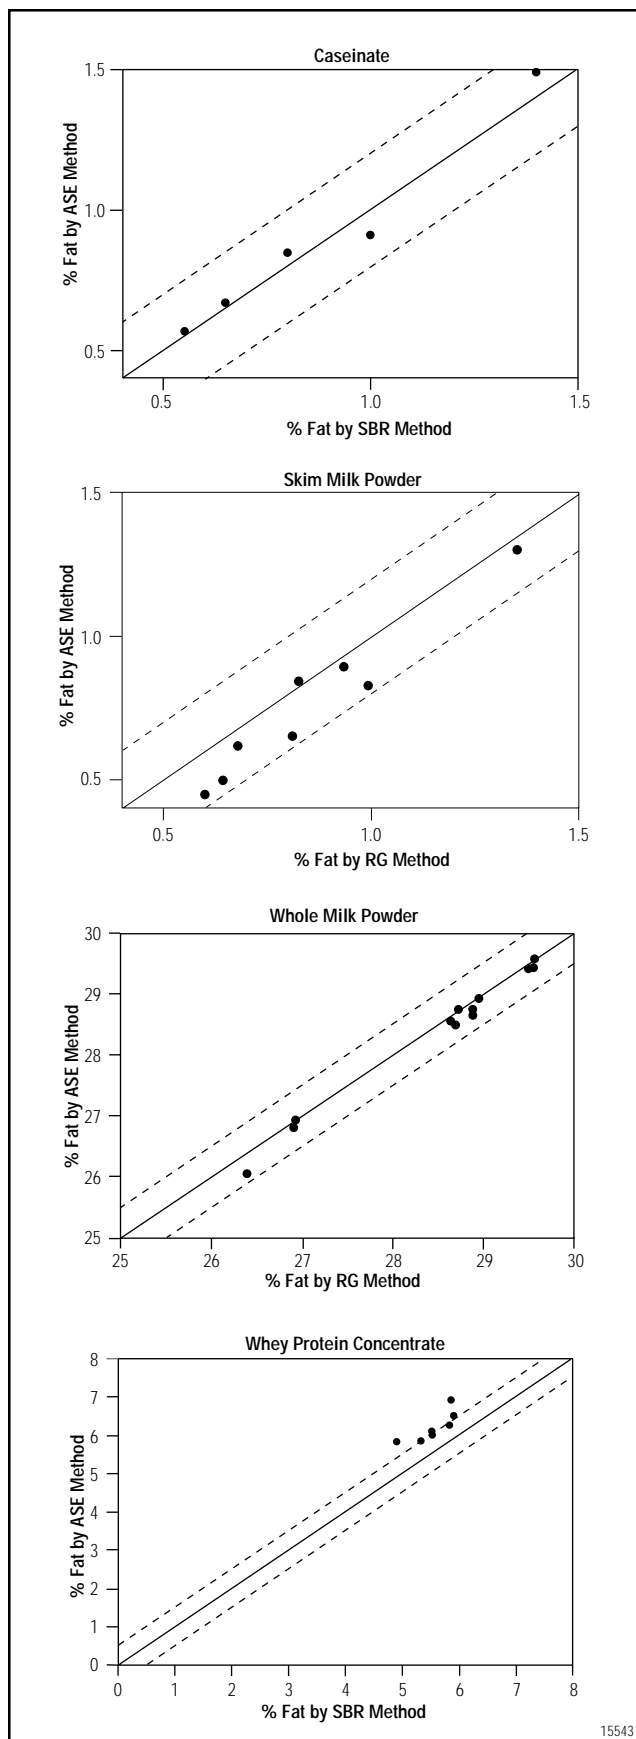 Caseinate
% Fat by ASE Method
1.5
1.0
0.5
0.5 1.0 1.5
% Fat by SBR Method
Skim Milk Powder
% Fat by ASE Method
1.5
1.0
0.5
0.5 1.0 1.5
% Fat by RG Method
Whole Milk Powder
% Fat by ASE Method
30
29
28
27
26
25
25 26 27 28 29 30
% Fat by RG Method
Whey Protein Concentrate
% Fat by ASE Method
8
7
6
5
4
3
2
1
0
0 1 2 3 4 5 6 7 8
% Fat by SBR Method
15543